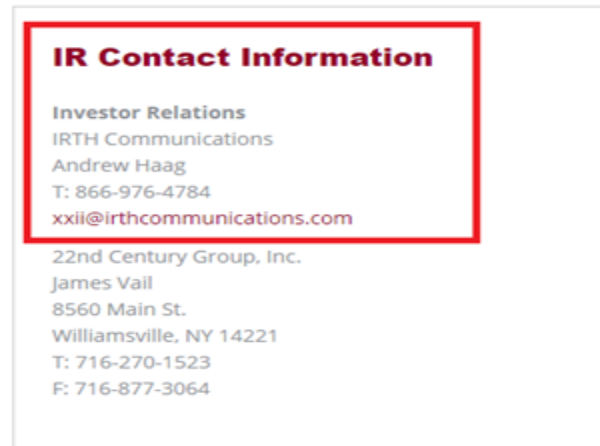 IR Contact Information
Investor Relations
IRTH Communications
Andrew Haag
T: 866-976-4784
xxii@irthcommunications.com
22nd Century Group, Inc.
James Vail
8560 Main St.
Williamsville, NY 14221
T: 716-270-1523
F: 716-877-3064